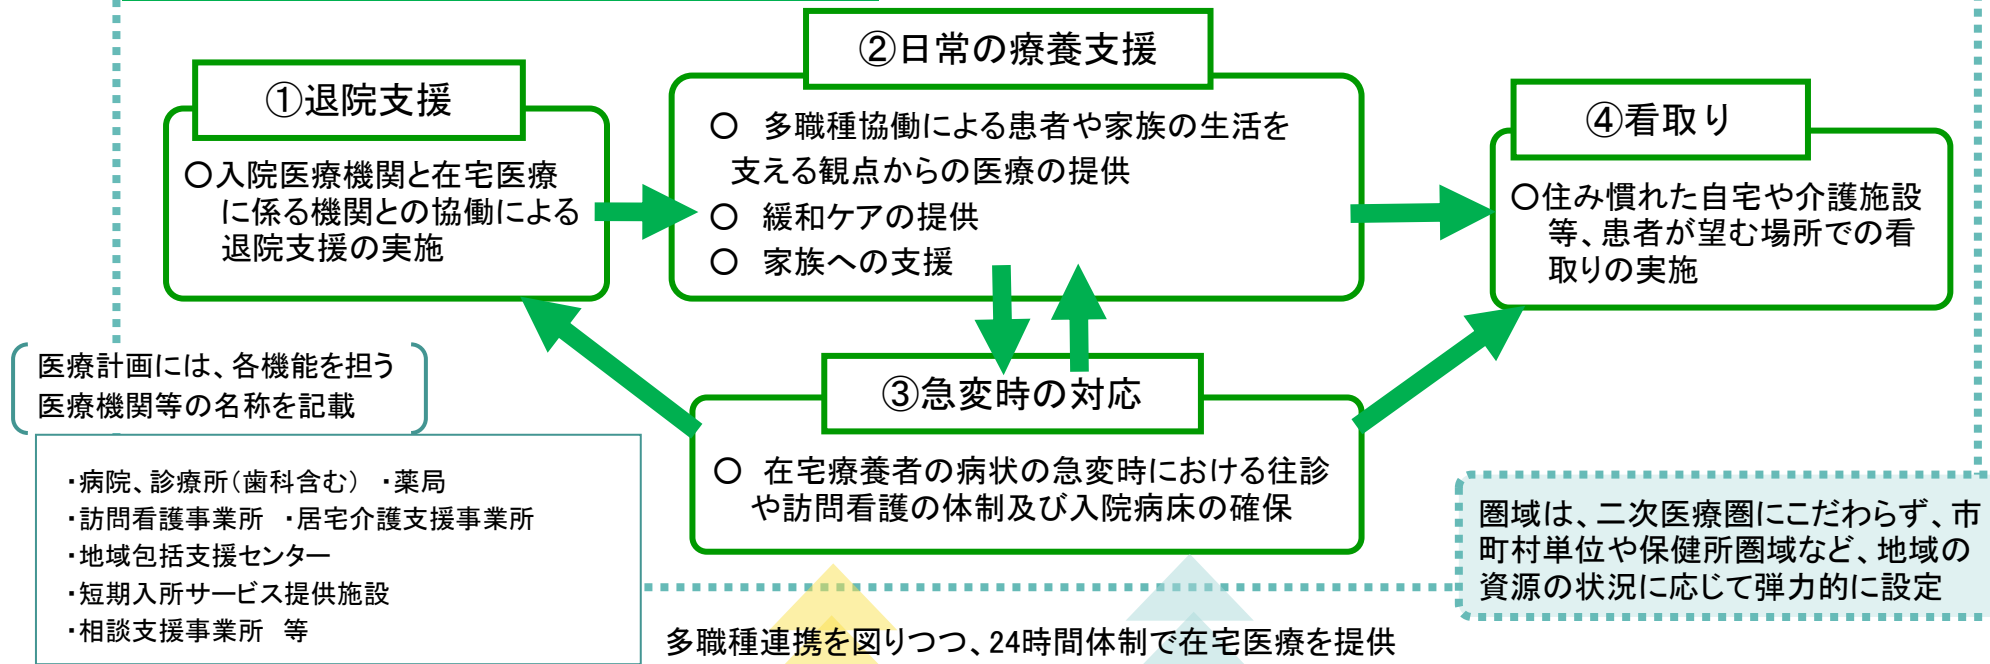 ①退院支援
〇入院医療機関と在宅医療
に係る機関との協働による
退院支援の実施
②日常の療養支援
〇 多職種協働による患者や家族の生活を
支える観点からの医療の提供
〇 緩和ケアの提供
〇 家族への支援
④看取り
〇住み慣れた自宅や介護施設
等、患者が望む場所での看
取りの実施
③急変時の対応
〇 在宅療養者の病状の急変時における往診
や訪問看護の体制及び入院病床の確保
医療計画には、各機能を担う
医療機関等の名称を記載
・病院、診療所(歯科含む) ・薬局
・訪問看護事業所 ・居宅介護支援事業所
・地域包括支援センター
・短期入所サービス提供施設
・相談支援事業所 等
圏域は、二次医療圏にこだわらず、市
町村単位や保健所圏域など、地域の
資源の状況に応じて弾力的に設定
多職種連携を図りつつ、24時間体制で在宅医療を提供